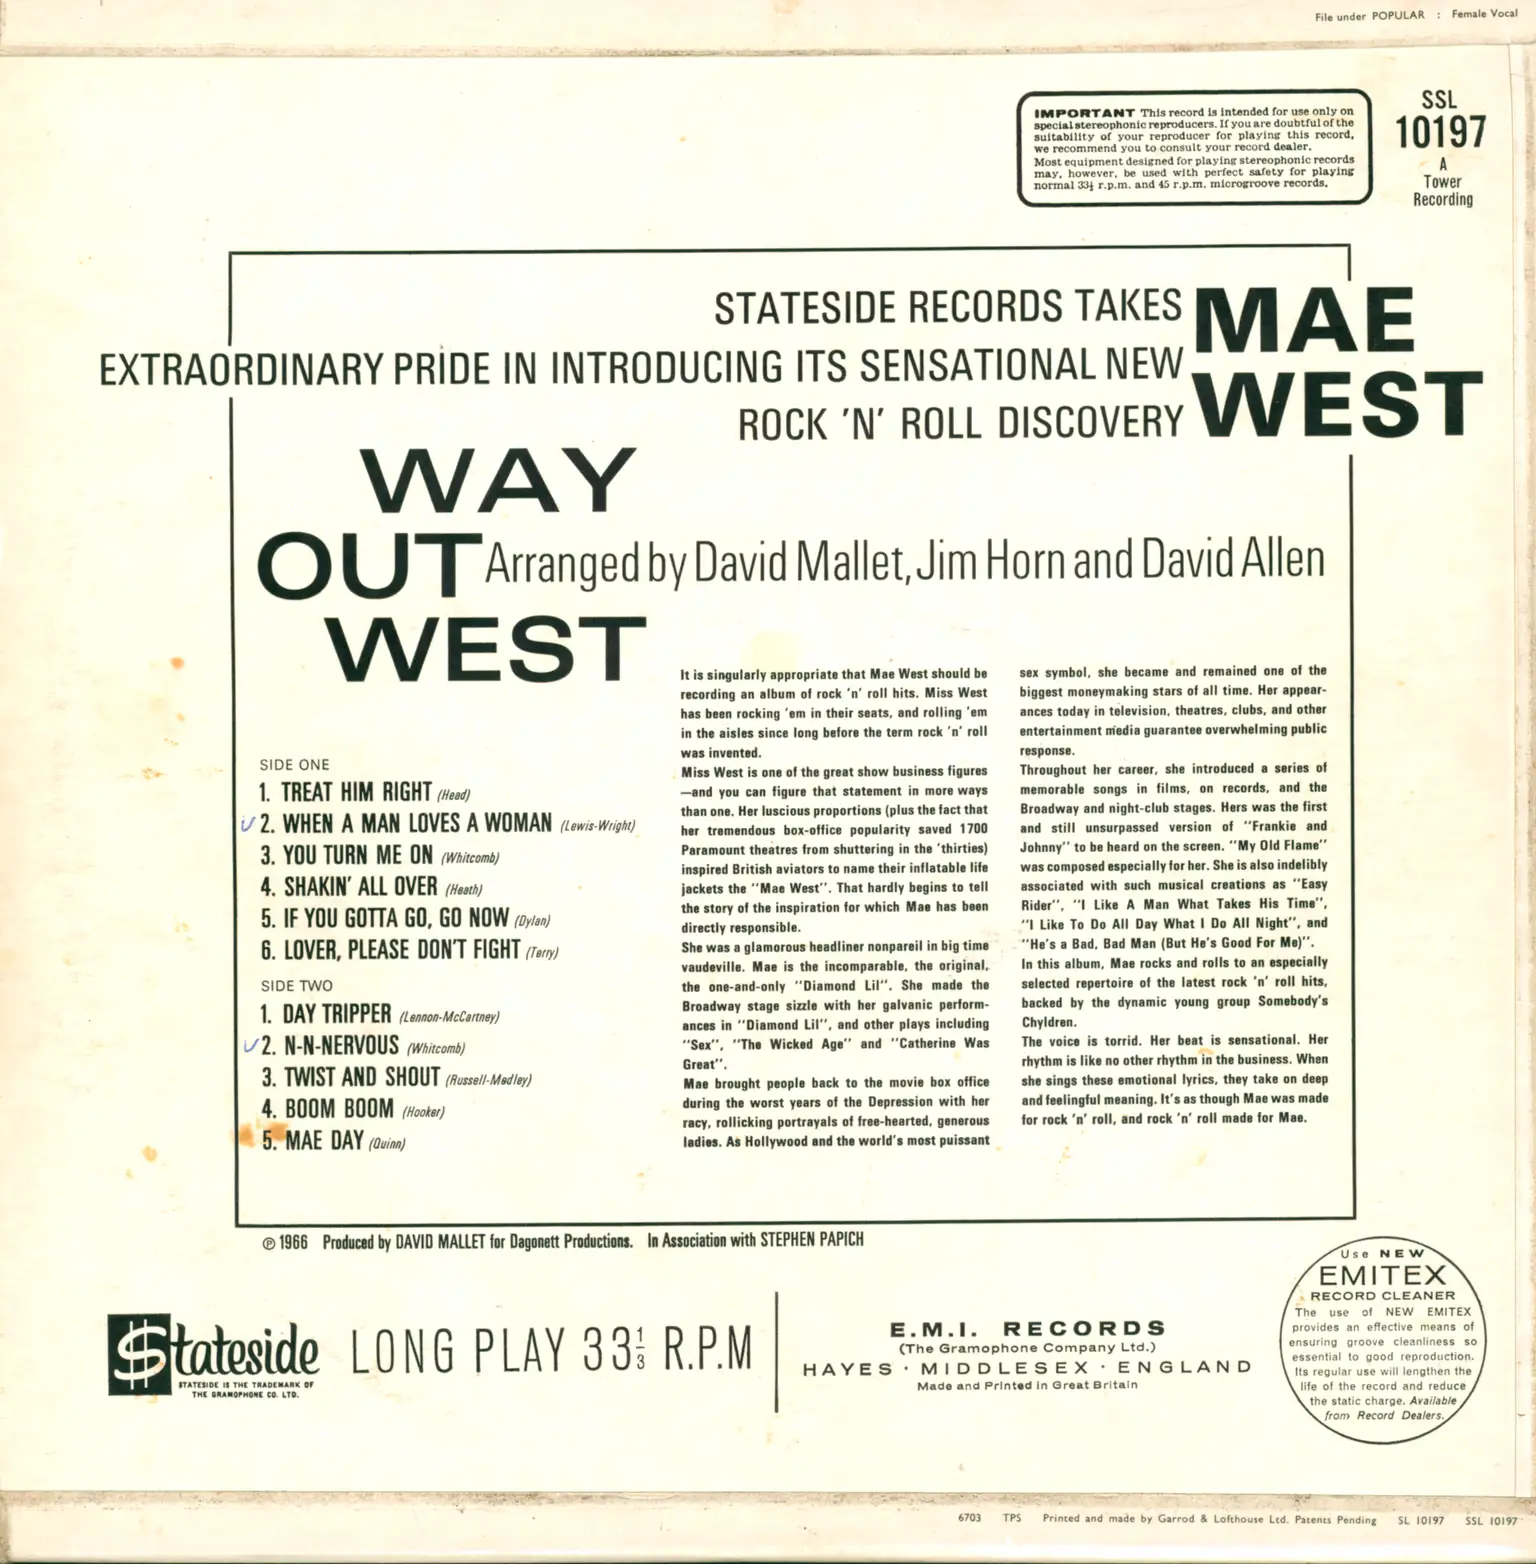 File under POPULAR : Female Vocal
IMPORTANT This record is intended for use only on
special stereophonic reproducers. If you are doubtful of the
suitability of your reproducer for playing this record,
we recommend you to consult your record dealer.
Most equipment designed for playing stereophonic records
may, however, be used with perfect safety for playing
normal 33⅓ r.p.m. and 45 r.p.m. microgroove records.
SSL
10197
A
Tower
Recording
STATESIDE RECORDS TAKES
EXTRAORDINARY PRIDE IN INTRODUCING ITS SENSATIONAL NEW
ROCK 'N' ROLL DISCOVERY
MAE
WEST
WAY
OUT
WEST
Arranged by David Mallet, Jim Horn and David Allen
SIDE ONE
1. TREAT HIM RIGHT (Head)
2. WHEN A MAN LOVES A WOMAN (Lewis-Wright)
3. YOU TURN ME ON (Whitcomb)
4. SHAKIN' ALL OVER (Heath)
5. IF YOU GOTTA GO, GO NOW (Dylan)
6. LOVER, PLEASE DON'T FIGHT (Terry)
SIDE TWO
1. DAY TRIPPER (Lennon-McCartney)
2. N-N-NERVOUS (Whitcomb)
3. TWIST AND SHOUT (Russell-Medley)
4. BOOM BOOM (Hooker)
5. MAE DAY (Quinn)
It is singularly appropriate that Mae West should be
recording an album of rock 'n' roll hits. Miss West
has been rocking 'em in their seats, and rolling 'em
in the aisles since long before the term rock 'n' roll
was invented.
Miss West is one of the great show business figures
—and you can figure that statement in more ways
than one. Her luscious proportions (plus the fact that
her tremendous box-office popularity saved 1700
Paramount theatres from shuttering in the 'thirties)
inspired British aviators to name their inflatable life
jackets the "Mae West". That hardly begins to tell
the story of the inspiration for which Mae has been
directly responsible.
She was a glamorous headliner nonpareil in big time
vaudeville. Mae is the incomparable, the original,
the one-and-only "Diamond Lil". She made the
Broadway stage sizzle with her galvanic perform-
ances in "Diamond Lil", and other plays including
"Sex", "The Wicked Age" and "Catherine Was
Great".
Mae brought people back to the movie box office
during the worst years of the Depression with her
racy, rollicking portrayals of free-hearted, generous
ladies. As Hollywood and the world's most puissant
sex symbol, she became and remained one of the
biggest moneymaking stars of all time. Her appear-
ances today in television, theatres, clubs, and other
entertainment media guarantee overwhelming public
response.
Throughout her career, she introduced a series of
memorable songs in films, on records, and the
Broadway and night-club stages. Hers was the first
and still unsurpassed version of "Frankie and
Johnny" to be heard on the screen. "My Old Flame"
was composed especially for her. She is also indelibly
associated with such musical creations as "Easy
Rider", "I Like A Man What Takes His Time",
"I Like To Do All Day What I Do All Night", and
"He's a Bad, Bad Man (But He's Good For Me)".
In this album, Mae rocks and rolls to an especially
selected repertoire of the latest rock 'n' roll hits,
backed by the dynamic young group Somebody's
Chyldren.
The voice is torrid. Her beat is sensational. Her
rhythm is like no other rhythm in the business. When
she sings these emotional lyrics, they take on deep
and feelingful meaning. It's as though Mae was made
for rock 'n' roll, and rock 'n' roll made for Mae.
℗ 1966 Produced by DAVID MALLET for Dagonett Productions. In Association with STEPHEN PAPICH
$tateside
STATESIDE IS THE TRADEMARK OF
THE GRAMOPHONE CO. LTD.
LONG PLAY 33⅓ R.P.M
E.M.I. RECORDS
(The Gramophone Company Ltd.)
HAYES · MIDDLESEX · ENGLAND
Made and Printed in Great Britain
Use NEW
EMITEX
RECORD CLEANER
The use of NEW EMITEX
provides an effective means of
ensuring groove cleanliness so
essential to good reproduction.
Its regular use will lengthen the
life of the record and reduce
the static charge. Available
from Record Dealers.
6703 TPS Printed and made by Garrod & Lofthouse Ltd. Patents Pending SL 10197 SSL 10197